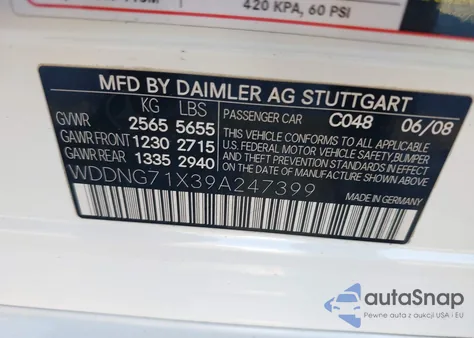 420 KPA, 60 PSI
MFD BY DAIMLER AG STUTTGART
KG LBS
GVWR 2565 5655
GAWR FRONT 1230 2715
GAWR REAR 1335 2940
PASSENGER CAR C048 06/08
THIS VEHICLE CONFORMS TO ALL APPLICABLE
U.S. FEDERAL MOTOR VEHICLE SAFETY, BUMPER
AND THEFT PREVENTION STANDARDS IN EFFECT
ON THE DATE OF MANUFACTURE SHOWN ABOVE.
WDDNG71X39A247399
MADE IN GERMANY
autoSnap
Pewne auta z USA i EU